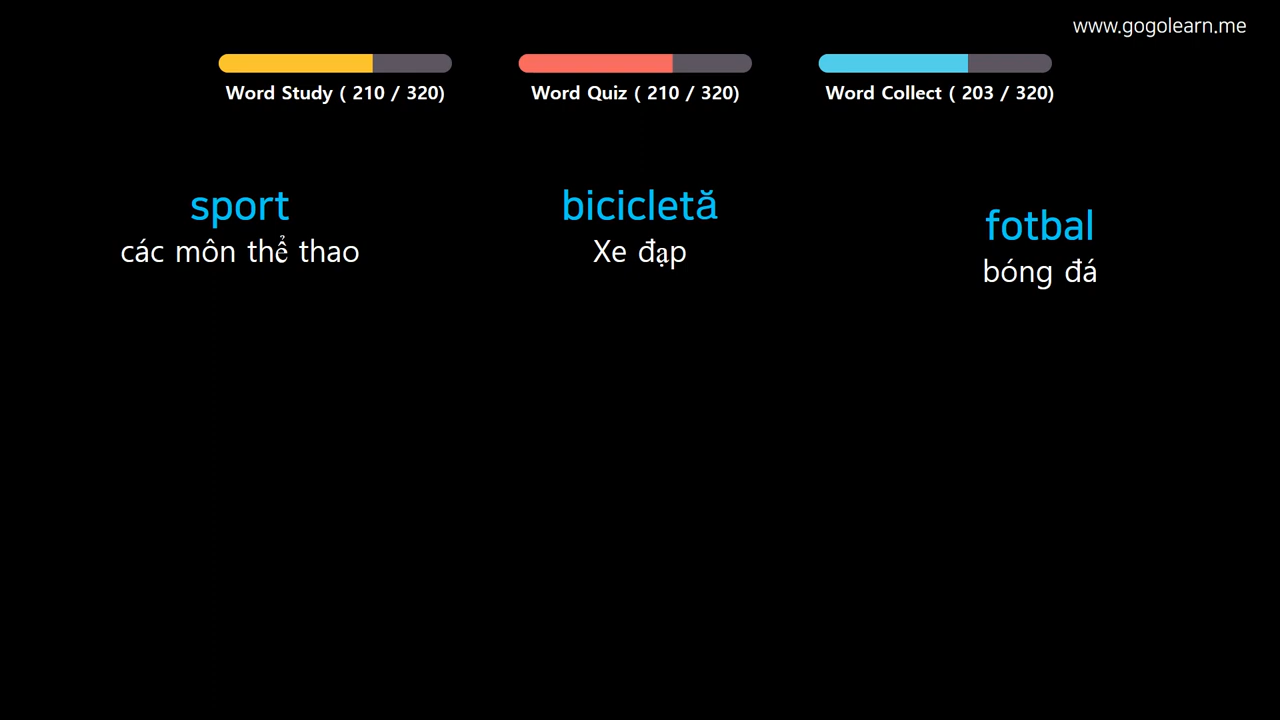 www.gogolearn.me
Word Study ( 210 / 320)
Word Quiz ( 210 / 320)
Word Collect ( 203 / 320)
sport
các môn thể thao
bicicletă
Xe đạp
fotbal
bóng đá